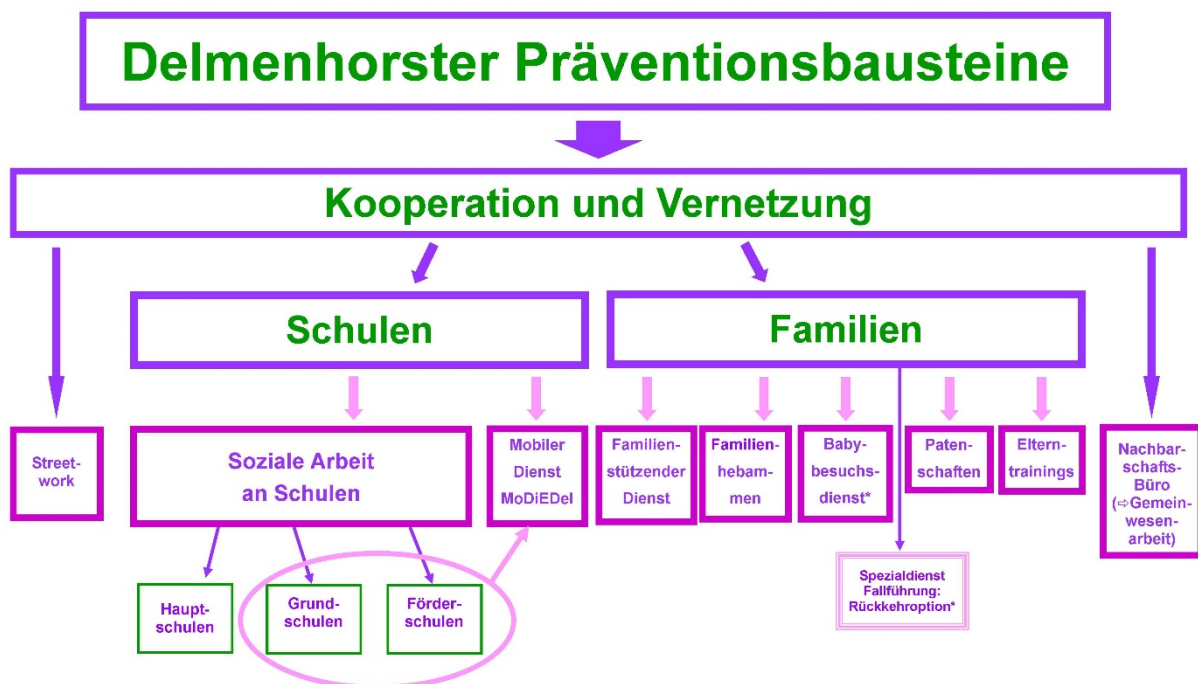 Delmenhorster Präventionsbausteine
Kooperation und Vernetzung
Schulen
Familien
Street-
work
Soziale Arbeit
an Schulen
Mobiler
Dienst
MoDiEDel
Familien-
stützender
Dienst
Familien-
hebam-
men
Baby-
besuchs-
dienst*
Paten-
schaften
Eltern-
trainings
Nachbar-
schafts-
Büro
(⇨Gemein-
wesen-
arbeit)
Haupt-
schulen
Grund-
schulen
Förder-
schulen
Spezialdienst
Fallführung:
Rückkehroption*